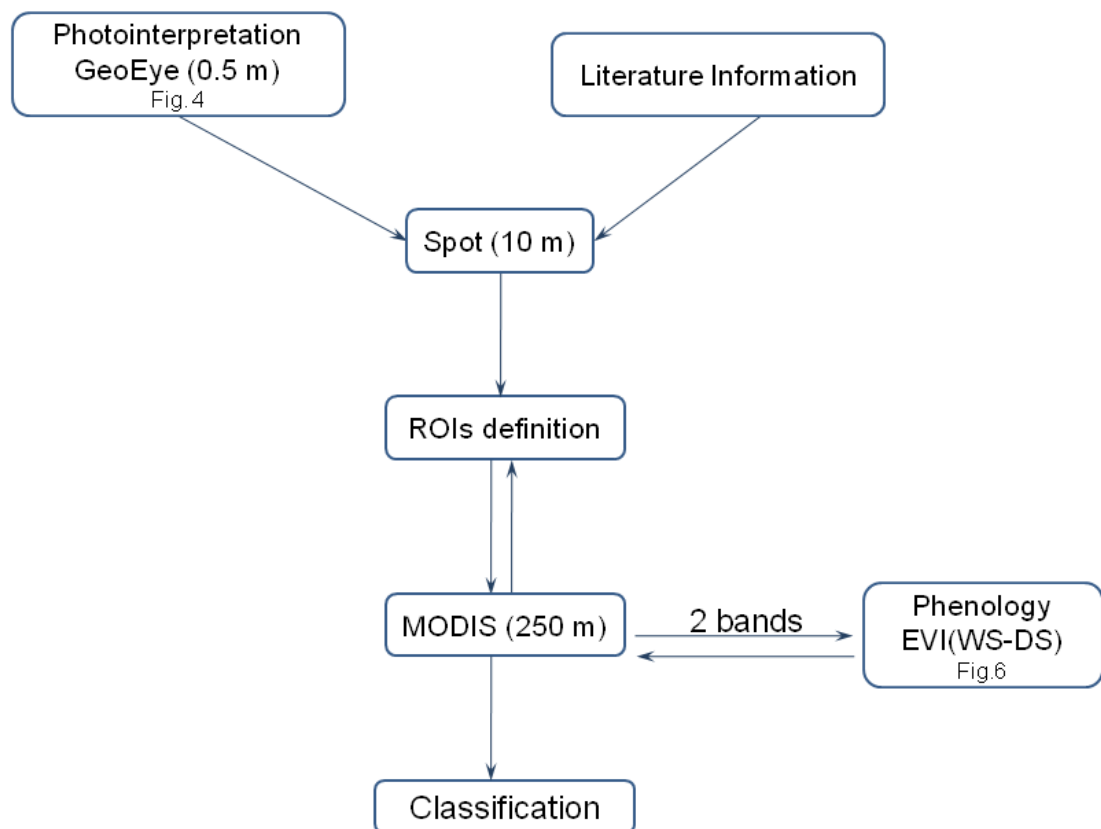 Photointerpretation
GeoEye (0.5 m)
Fig. 4
Literature Information
Spot (10 m)
ROIs definition
MODIS (250 m)
2 bands
Phenology
EVI(WS-DS)
Fig.6
Classification